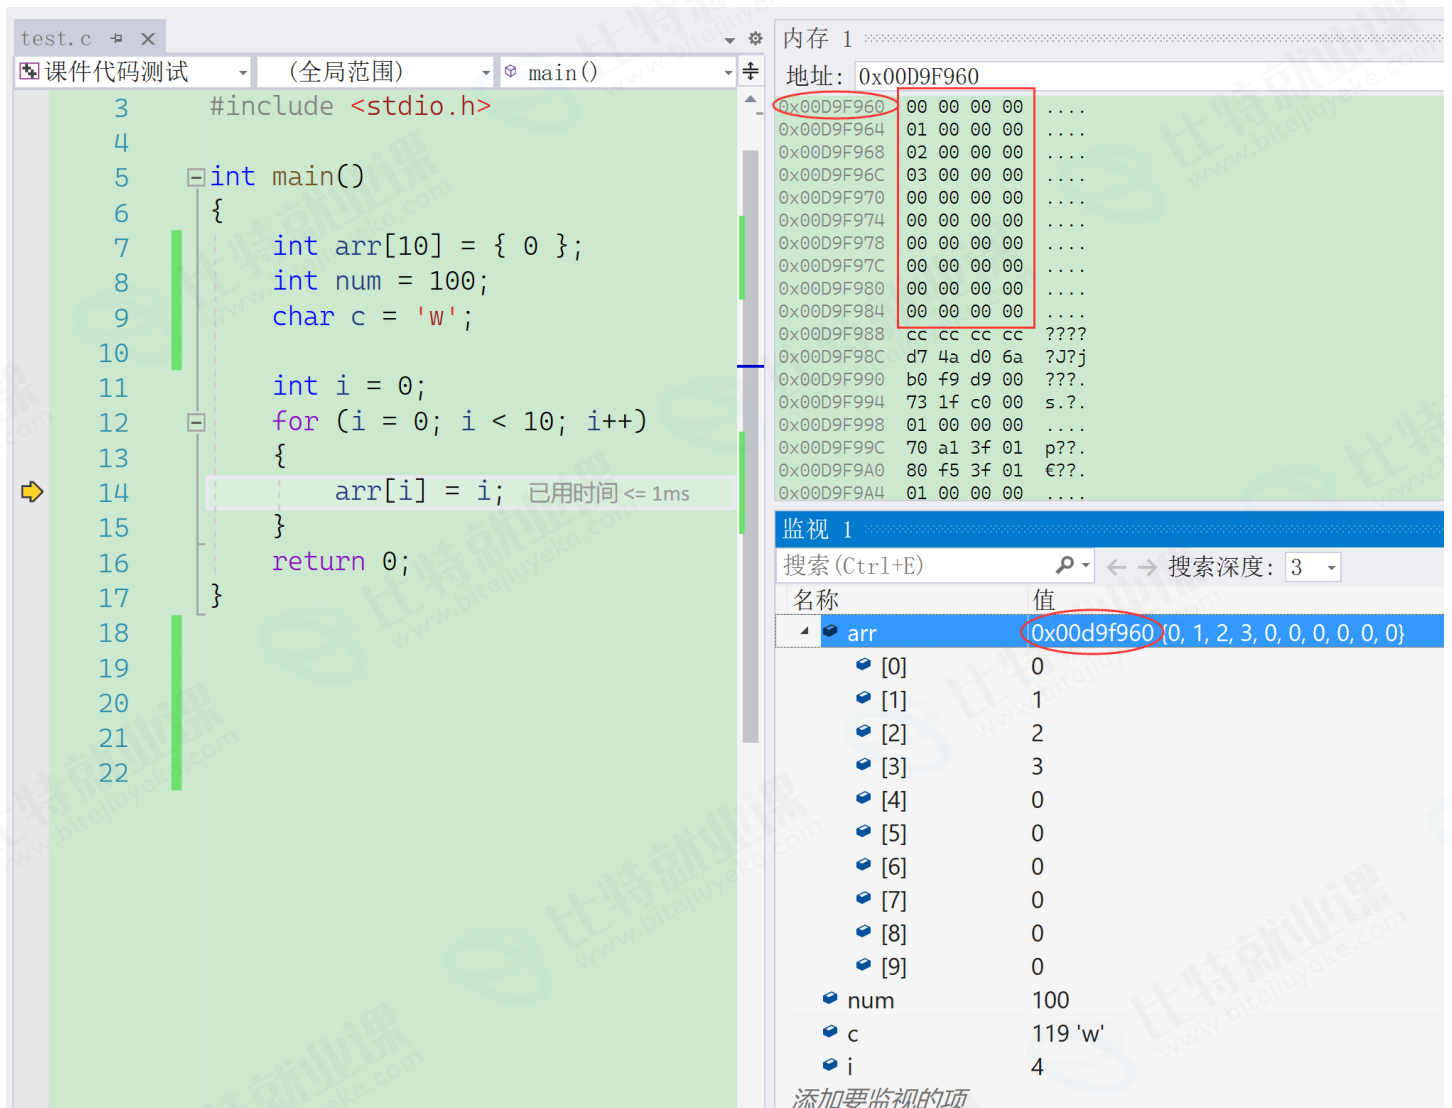 test.c
课件代码测试 (全局范围) main()
3 #include <stdio.h>
4
5 int main()
6 {
7 int arr[10] = { 0 };
8 int num = 100;
9 char c = 'w';
10
11 int i = 0;
12 for (i = 0; i < 10; i++)
13 {
14 arr[i] = i; 已用时间 <= 1ms
15 }
16 return 0;
17 }
18
19
20
21
22
内存 1
地址: 0x00D9F960
0x00D9F960 00 00 00 00 ....
0x00D9F964 01 00 00 00 ....
0x00D9F968 02 00 00 00 ....
0x00D9F96C 03 00 00 00 ....
0x00D9F970 00 00 00 00 ....
0x00D9F974 00 00 00 00 ....
0x00D9F978 00 00 00 00 ....
0x00D9F97C 00 00 00 00 ....
0x00D9F980 00 00 00 00 ....
0x00D9F984 00 00 00 00 ....
0x00D9F988 cc cc cc cc ????
0x00D9F98C d7 4a d0 6a ?J?j
0x00D9F990 b0 f9 d9 00 ???.
0x00D9F994 73 1f c0 00 s.?.
0x00D9F998 01 00 00 00 ....
0x00D9F99C 70 a1 3f 01 p??.
0x00D9F9A0 80 f5 3f 01 €??.
0x00D9F9A4 01 00 00 00 ....
监视 1
搜索(Ctrl+E) 搜索深度: 3
名称 值
arr 0x00d9f960 {0, 1, 2, 3, 0, 0, 0, 0, 0, 0}
[0] 0
[1] 1
[2] 2
[3] 3
[4] 0
[5] 0
[6] 0
[7] 0
[8] 0
[9] 0
num 100
c 119 'w'
i 4
添加要监视的项
比特就业课
www.bitejiuyeke.com